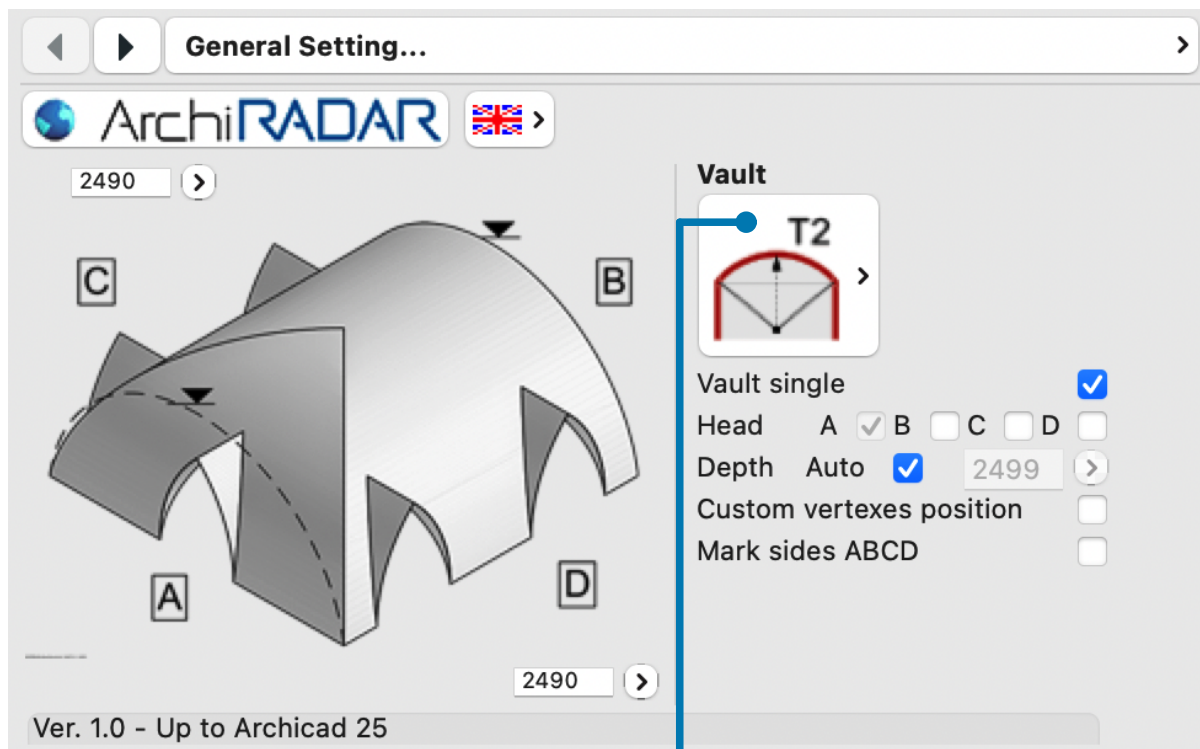 General Setting...
ArchiRADAR
2490
Vault
T2
C
B
Vault single
Head A B C D
Depth Auto 2499
Custom vertexes position
Mark sides ABCD
A
D
2490
Ver. 1.0 - Up to Archicad 25